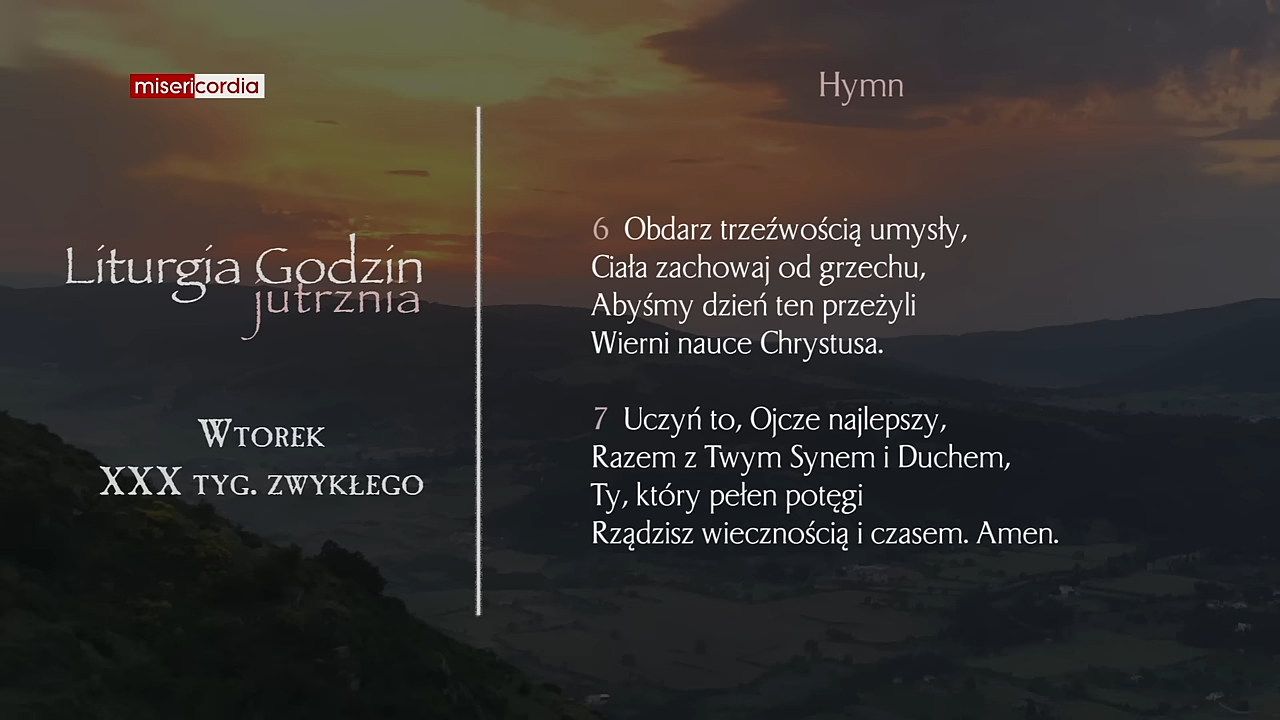 misericordia
Liturgia Godzin
jutrznia
Wtorek
XXX tyg. zwykłego
Hymn
6 Obdarz trzeźwością umysły,
Ciała zachowaj od grzechu,
Abyśmy dzień ten przeżyli
Wierni nauce Chrystusa.
7 Uczyń to, Ojcze najlepszy,
Razem z Twym Synem i Duchem,
Ty, który pełen potęgi
Rządzisz wiecznością i czasem. Amen.